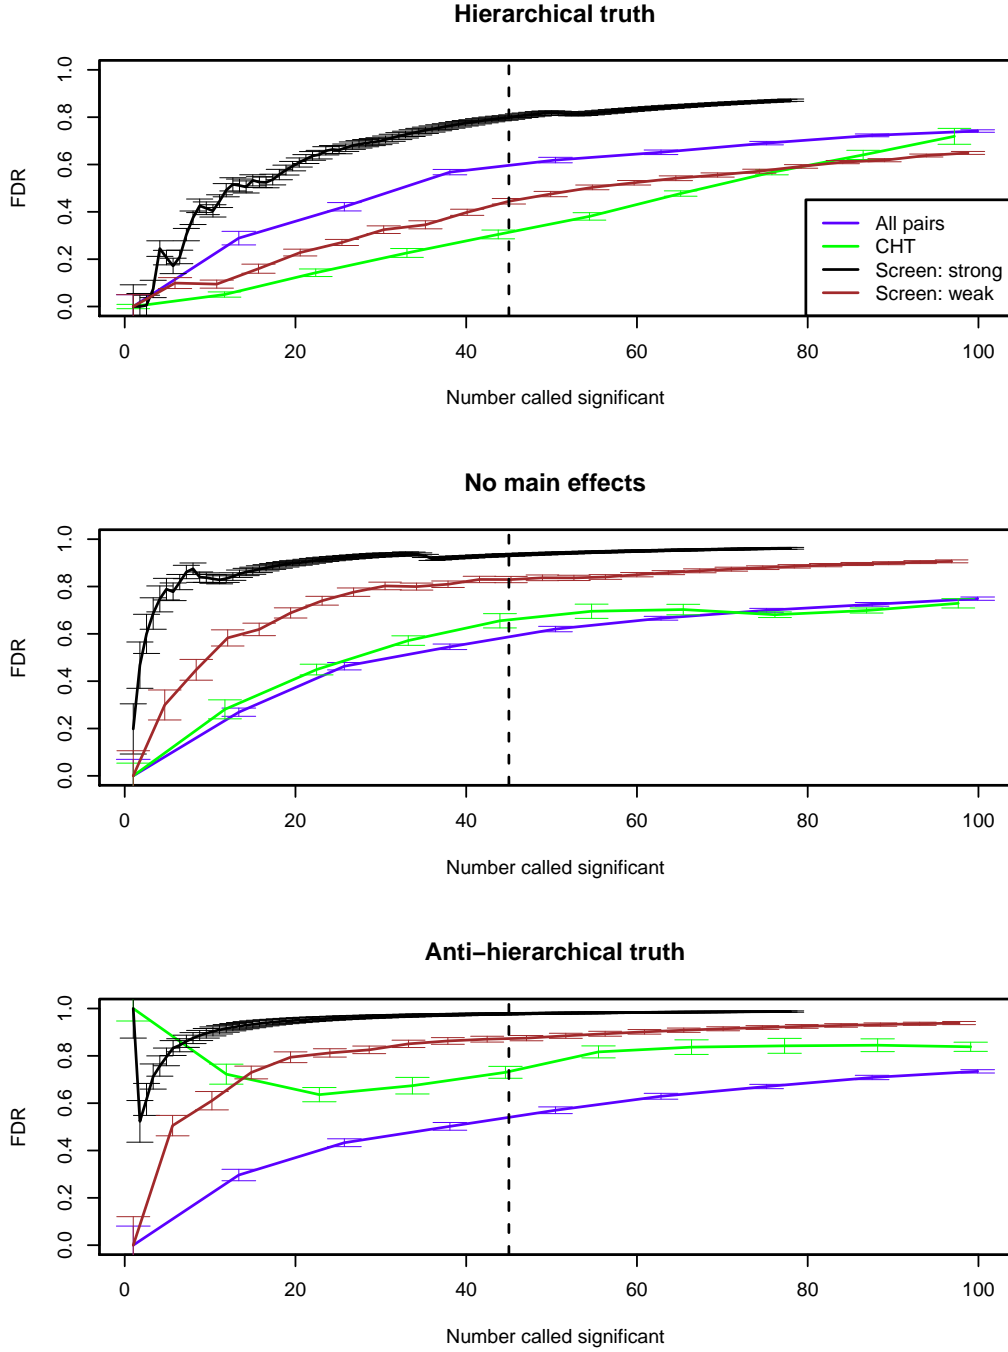 Hierarchical truth
1.0
0.8
0.6
0.4
0.2
0.0
FDR
All pairs
CHT
Screen: strong
Screen: weak
0 20 40 60 80 100
Number called significant
No main effects
1.0
0.8
0.6
0.4
0.2
0.0
FDR
0 20 40 60 80 100
Number called significant
Anti−hierarchical truth
1.0
0.8
0.6
0.4
0.2
0.0
FDR
0 20 40 60 80 100
Number called significant